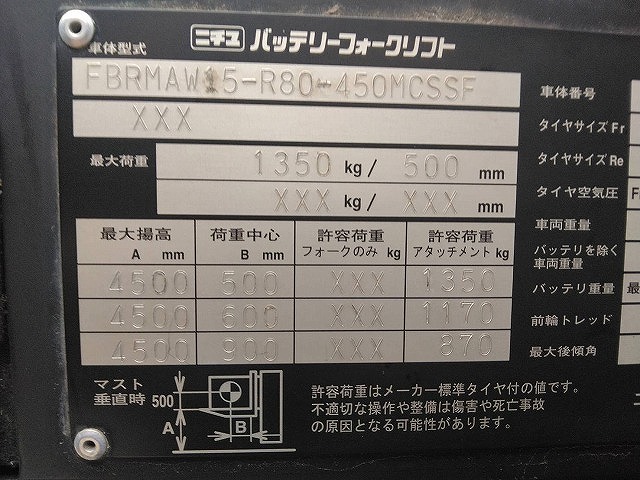 ニチユ バッテリーフォークリフト
車体型式
FBRMAW15-R80-450MCSSF
XXX
最大荷重 1350 kg/ 500 mm
XXX kg/ XXX mm
最大揚高 A mm 荷重中心 B mm 許容荷重 フォークのみ kg 許容荷重 アタッチメント kg
4500 500 XXX 1350
4500 600 XXX 1170
4500 900 XXX 870
マスト垂直時 500 A B
許容荷重はメーカー標準タイヤ付の値です。
不適切な操作や整備は傷害や死亡事故
の原因となる可能性があります。
車体番号
タイヤサイズ Fr
タイヤサイズ Re
タイヤ空気圧
車両重量
バッテリを除く
車両重量
バッテリ重量
前輪トレッド
最大後傾角